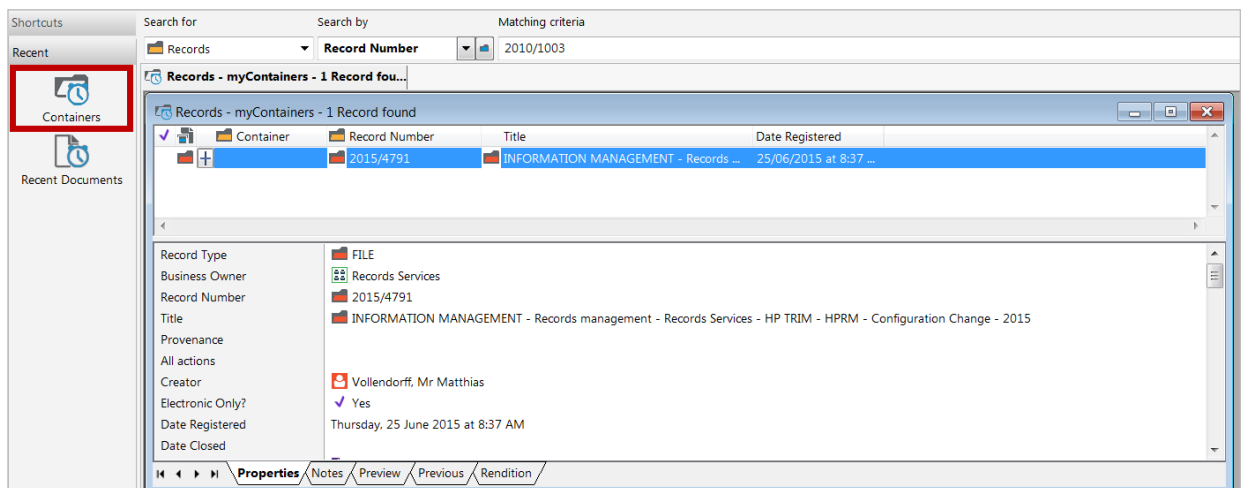 Shortcuts
Search for Search by Matching criteria
Recent
Records Record Number 2010/1003
Records - myContainers - 1 Record fou...
Containers
Recent Documents
Records - myContainers - 1 Record found
Container Record Number Title Date Registered
2015/4791 INFORMATION MANAGEMENT - Records ... 25/06/2015 at 8:37 ...
Record Type FILE
Business Owner Records Services
Record Number 2015/4791
Title INFORMATION MANAGEMENT - Records management - Records Services - HP TRIM - HPRM - Configuration Change - 2015
Provenance
All actions
Creator Vollendorff, Mr Matthias
Electronic Only? Yes
Date Registered Thursday, 25 June 2015 at 8:37 AM
Date Closed
Properties Notes Preview Previous Rendition